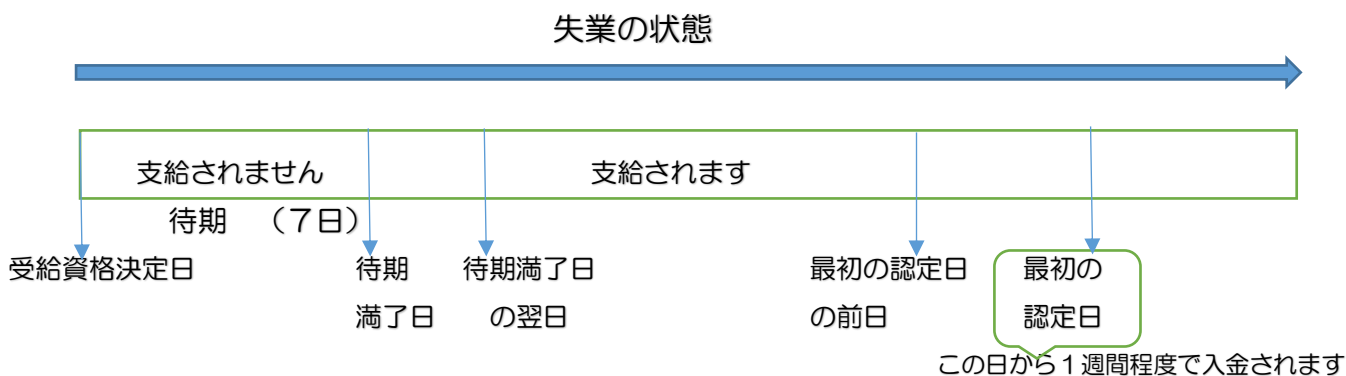 失業の状態
支給されません
支給されます
待期　（７日）
受給資格決定日
待期
満了日
待期満了日
の翌日
最初の認定日
の前日
最初の
認定日
この日から１週間程度で入金されます